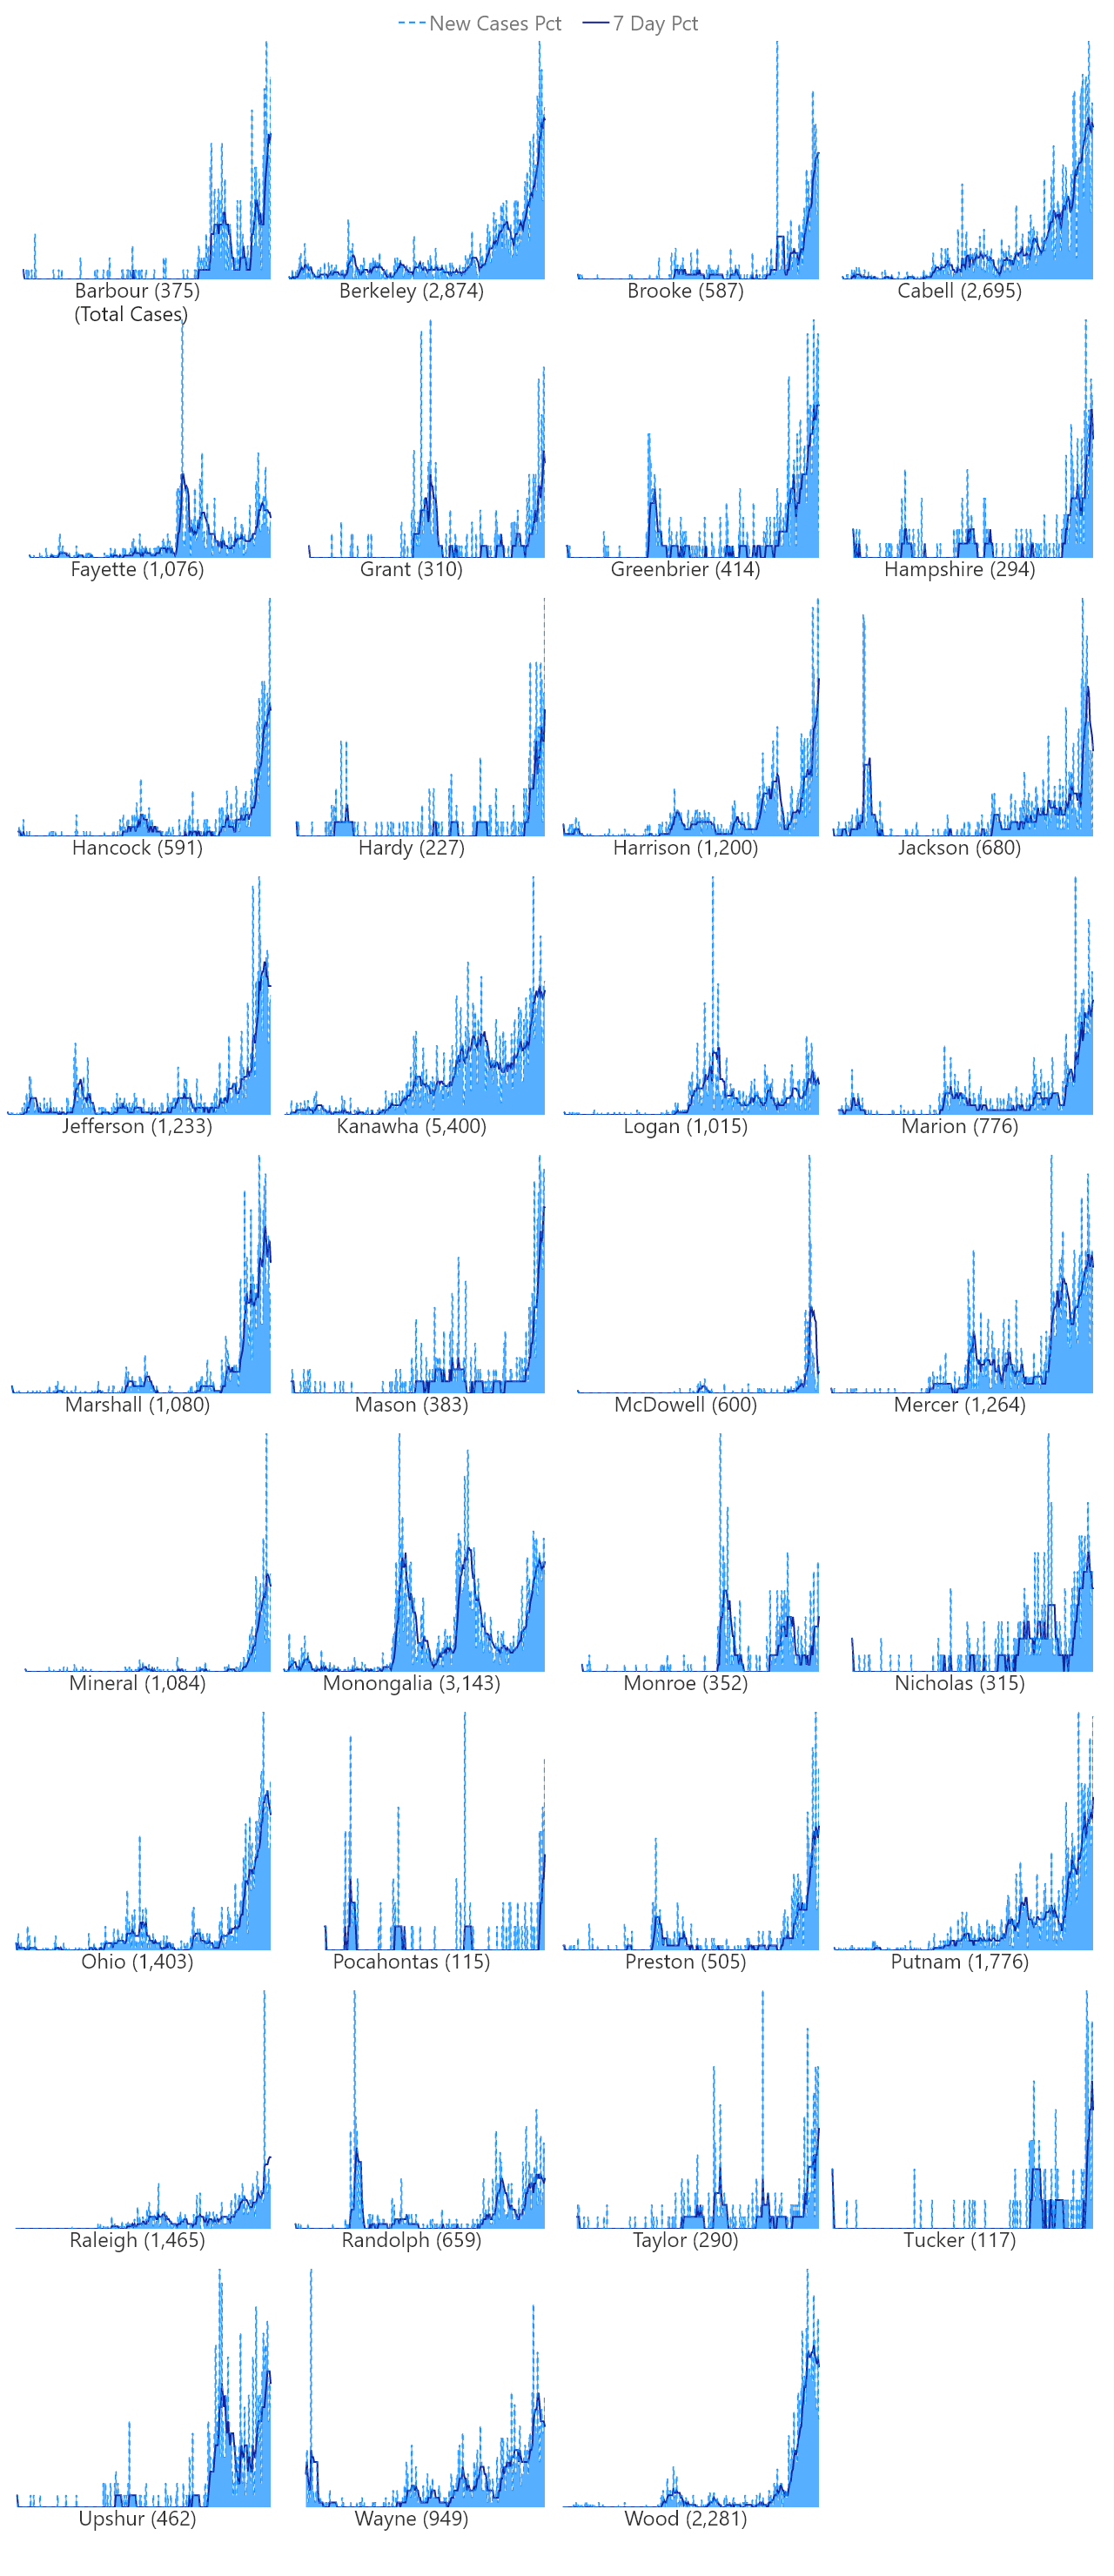 New Cases Pct 7 Day Pct
Barbour (375) Berkeley (2,874) Brooke (587) Cabell (2,695)
(Total Cases)
Fayette (1,076) Grant (310) Greenbrier (414) Hampshire (294)
Hancock (591) Hardy (227) Harrison (1,200) Jackson (680)
Jefferson (1,233) Kanawha (5,400) Logan (1,015) Marion (776)
Marshall (1,080) Mason (383) McDowell (600) Mercer (1,264)
Mineral (1,084) Monongalia (3,143) Monroe (352) Nicholas (315)
Ohio (1,403) Pocahontas (115) Preston (505) Putnam (1,776)
Raleigh (1,465) Randolph (659) Taylor (290) Tucker (117)
Upshur (462) Wayne (949) Wood (2,281)